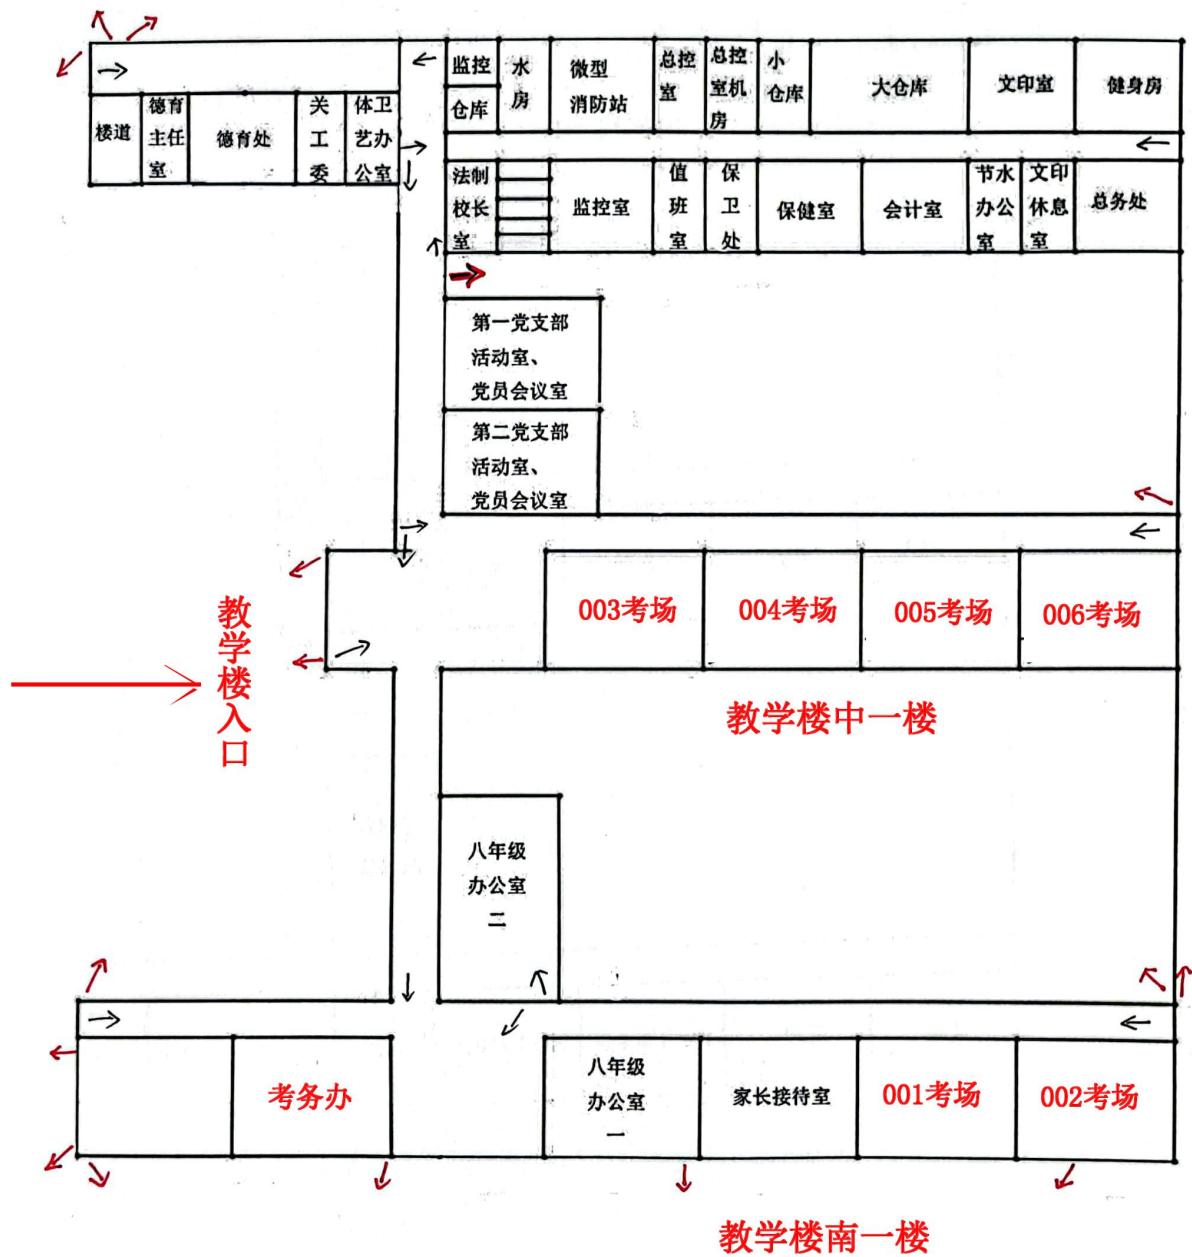 监控
仓库
水
房
微型
消防站
总控
室
总控
室机
房
小
仓库
大仓库
文印室
健身房
楼道
德育
主任
室
德育处
关
工
委
体卫
艺办
公室
法制
校长
室
监控室
值
班
室
保
卫
处
保健室
会计室
节水
办公
室
文印
休息
室
总务处
第一党支部
活动室、
党员会议室
第二党支部
活动室、
党员会议室
教学楼入口
003考场
004考场
005考场
006考场
教学楼中一楼
八年级
办公室
二
考务办
八年级
办公室
一
家长接待室
001考场
002考场
教学楼南一楼